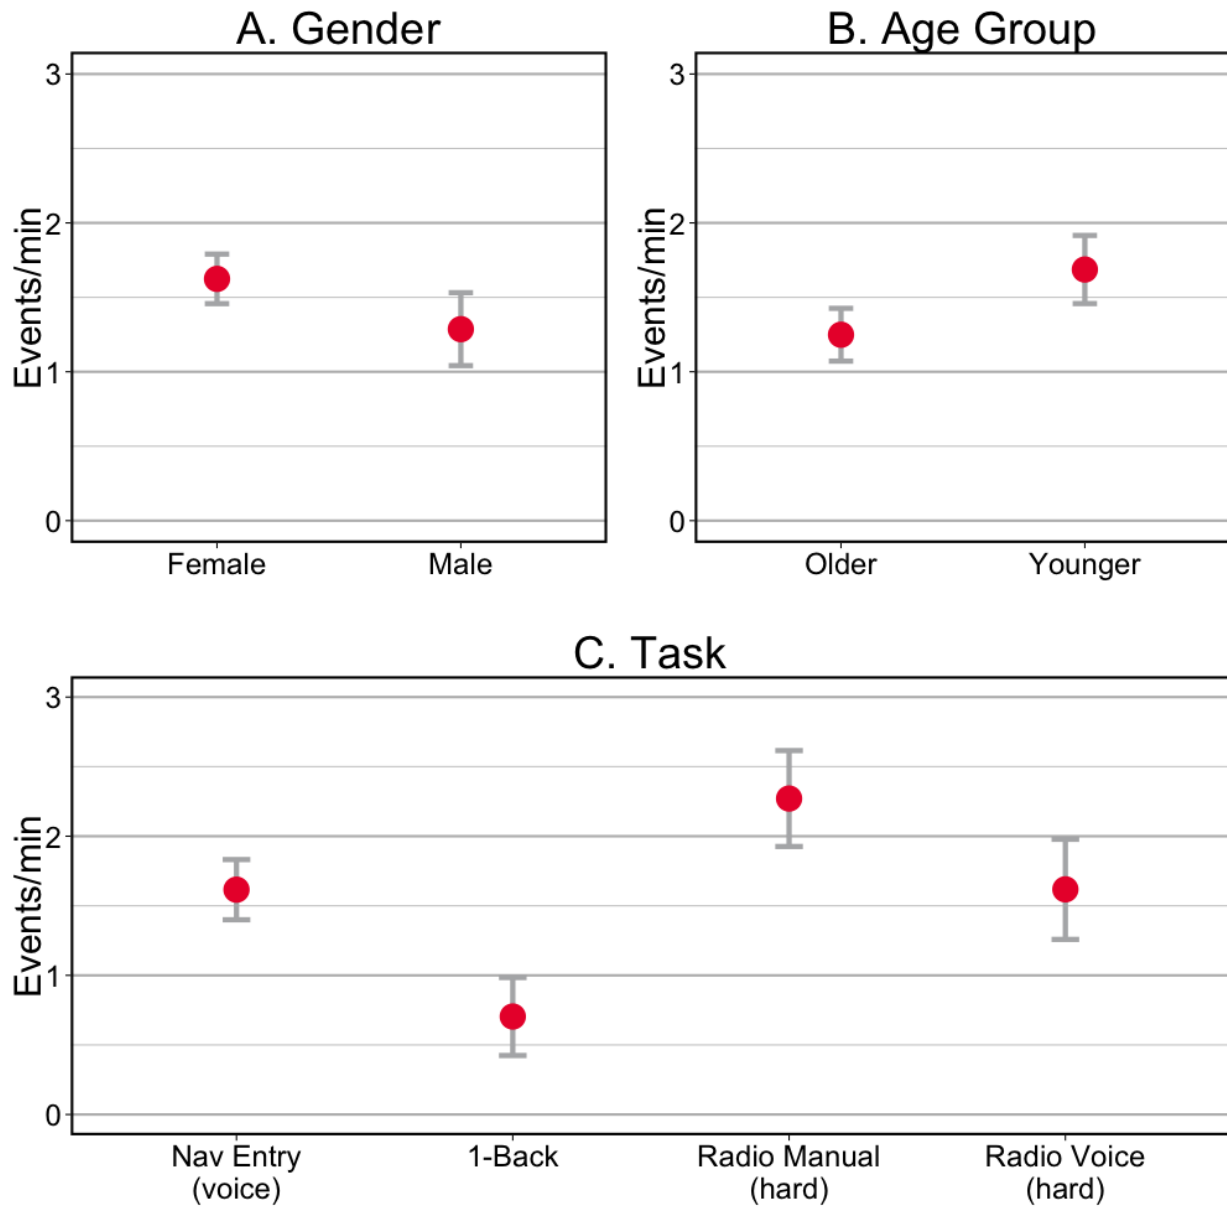 A. Gender
B. Age Group
Events/min
3
2
1
0
Female
Male
Events/min
3
2
1
0
Older
Younger
C. Task
Events/min
3
2
1
0
Nav Entry
(voice)
1-Back
Radio Manual
(hard)
Radio Voice
(hard)